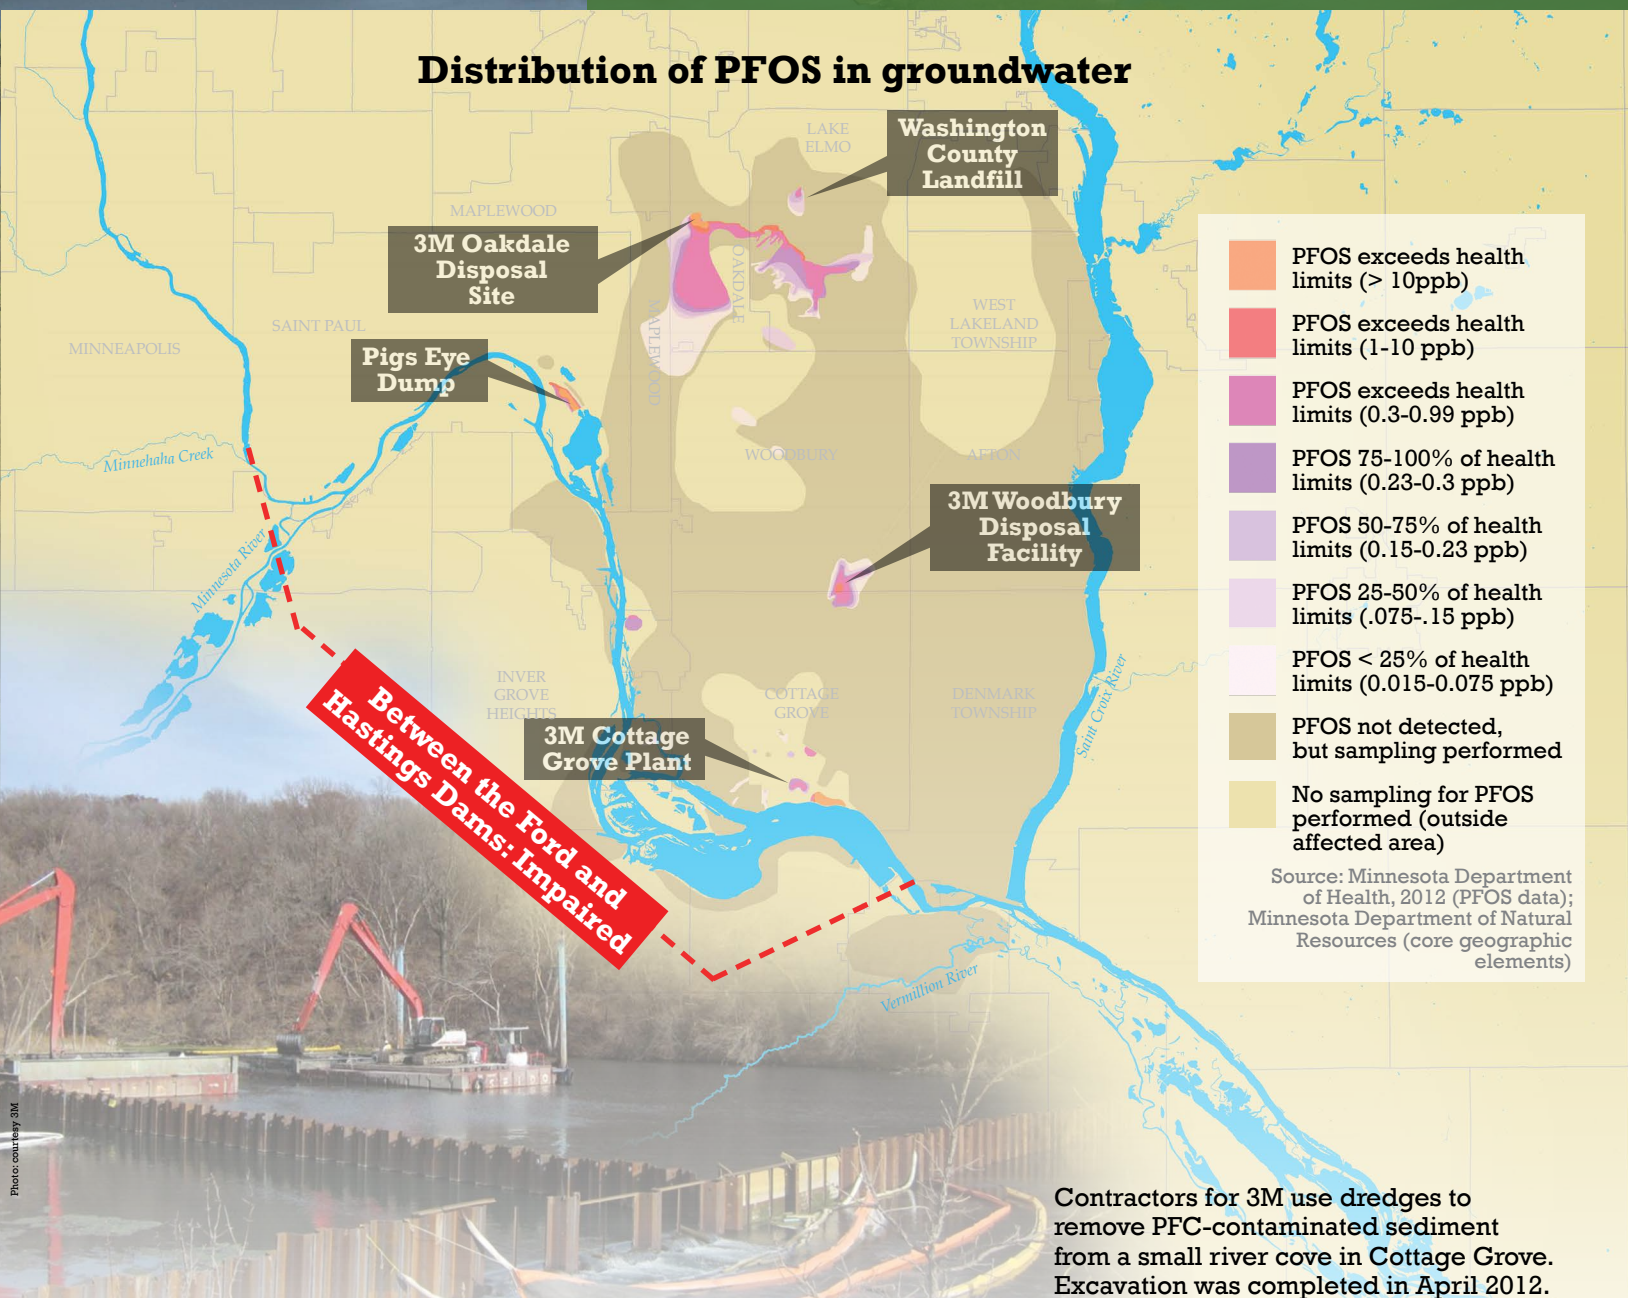 Distribution of PFOS in groundwater
LAKE
ELMO
Washington
County
Landfill
MAPLEWOOD
3M Oakdale
Disposal
Site
OAKDALE
MAPLEWOOD
SAINT PAUL
MINNEAPOLIS
WEST
LAKELAND
TOWNSHIP
Pigs Eye
Dump
Minnehaha Creek
WOODBURY
AFTON
3M Woodbury
Disposal
Facility
Minnesota River
INVER
GROVE
HEIGHTS
COTTAGE
GROVE
DENMARK
TOWNSHIP
Saint Croix River
3M Cottage
Grove Plant
Between the Ford and
Hastings Dams: Impaired
Vermillion River
PFOS exceeds health
limits (> 10ppb)
PFOS exceeds health
limits (1-10 ppb)
PFOS exceeds health
limits (0.3-0.99 ppb)
PFOS 75-100% of health
limits (0.23-0.3 ppb)
PFOS 50-75% of health
limits (0.15-0.23 ppb)
PFOS 25-50% of health
limits (.075-.15 ppb)
PFOS < 25% of health
limits (0.015-0.075 ppb)
PFOS not detected,
but sampling performed
No sampling for PFOS
performed (outside
affected area)
Source: Minnesota Department
of Health, 2012 (PFOS data);
Minnesota Department of Natural
Resources (core geographic
elements)
Photo: courtesy 3M
Contractors for 3M use dredges to
remove PFC-contaminated sediment
from a small river cove in Cottage Grove.
Excavation was completed in April 2012.